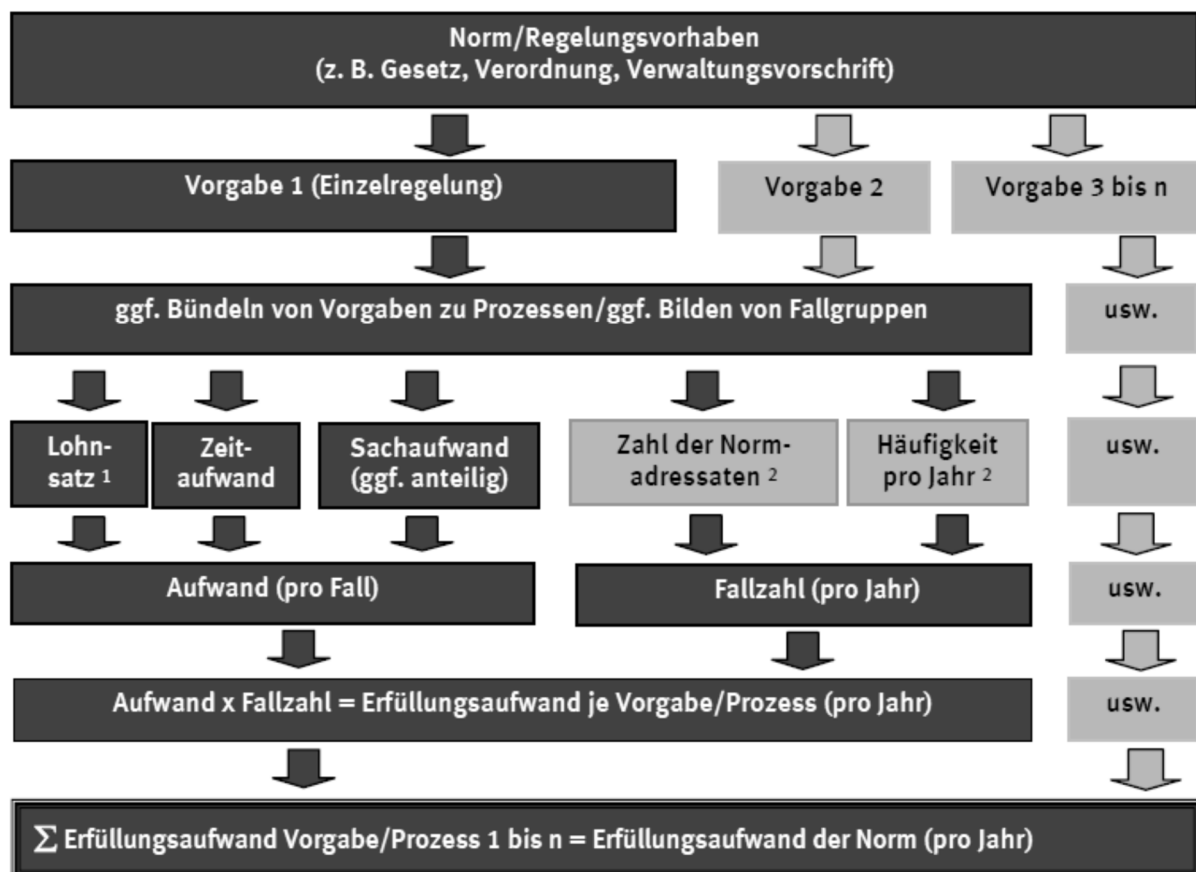 Norm/Regelungsvorhaben
(z. B. Gesetz, Verordnung, Verwaltungsvorschrift)
Vorgabe 1 (Einzelregelung)
Vorgabe 2
Vorgabe 3 bis n
ggf. Bündeln von Vorgaben zu Prozessen/ggf. Bilden von Fallgruppen
usw.
Lohn-
satz ¹
Zeit-
aufwand
Sachaufwand
(ggf. anteilig)
Zahl der Norm-
adressaten ²
Häufigkeit
pro Jahr ²
usw.
Aufwand (pro Fall)
Fallzahl (pro Jahr)
usw.
Aufwand x Fallzahl = Erfüllungsaufwand je Vorgabe/Prozess (pro Jahr)
usw.
∑ Erfüllungsaufwand Vorgabe/Prozess 1 bis n = Erfüllungsaufwand der Norm (pro Jahr)